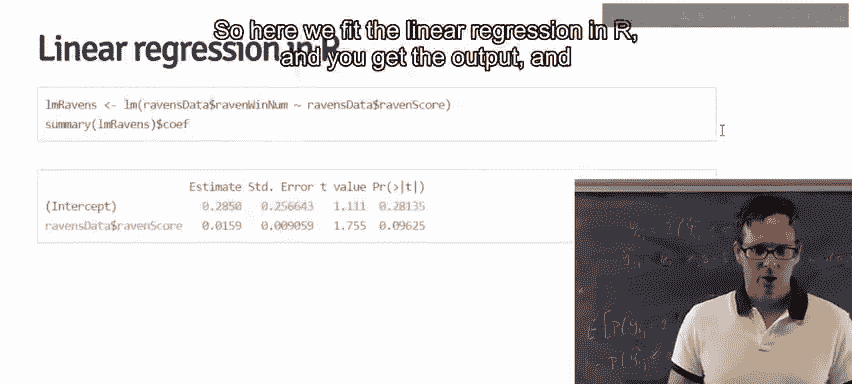 So here we fit the linear regression in R,
and you get the output, and
Linear regression in R
lmRavens <- lm(ravensData$ravenWinNum ~ ravensData$ravenScore)
summary(lmRavens)$coef
Estimate Std. Error t value Pr(>|t|)
(Intercept) 0.2850 0.256643 1.111 0.28135
ravensData$ravenScore 0.0159 0.009059 1.755 0.09625